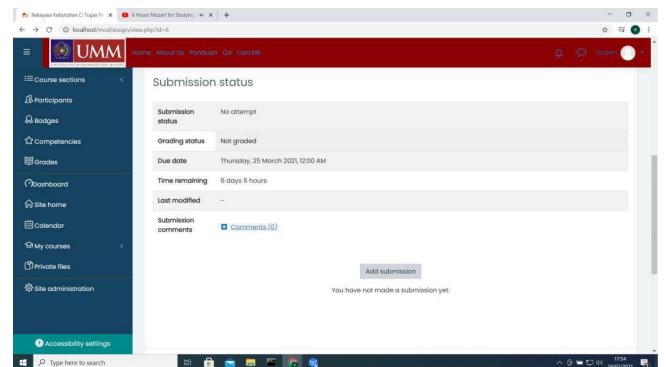 Rekayasa Kebutuhan C: Tugas
6 Hours Mozart for Studying,
localhost/mod/assign/view.php?id=6
UMM
Home About Us Panduan QA Cari MK
Course sections
Participants
Badges
Competencies
Grades
Dashboard
Site home
Calendar
My courses
Private files
Site administration
Accessibility settings
Submission status
Submission status No attempt
Grading status Not graded
Due date Thursday, 25 March 2021, 12:00 AM
Time remaining 6 days 6 hours
Last modified -
Submission comments Comments (0)
Add submission
You have not made a submission yet.
Type here to search
17:54